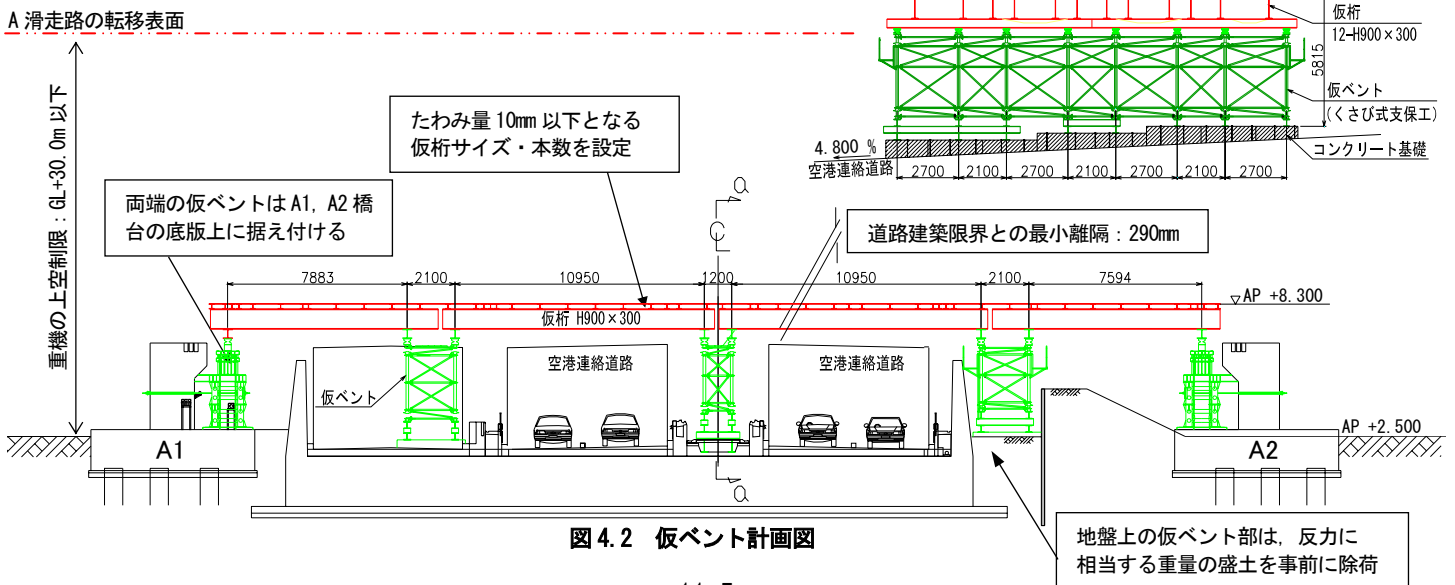 A 滑走路の転移表面
重機の上空制限：GL+30.0m 以下
仮桁
12-H900×300
5815
仮ベント
(くさび式支保工)
コンクリート基礎
4.800 %
空港連絡道路
2700 2100 2700 2100 2700 2100 2700
たわみ量 10mm 以下となる
仮桁サイズ・本数を設定
両端の仮ベントは A1, A2 橋
台の底版上に据え付ける
道路建築限界との最小離隔：290mm
a
CL
7883 2100 10950 1200 10950 2100 7594
▽AP +8.300
仮桁 H900×300
空港連絡道路 空港連絡道路
仮ベント
A1
A2
AP +2.500
a
図 4.2 仮ベント計画図
地盤上の仮ベント部は，反力に
相当する重量の盛土を事前に除荷